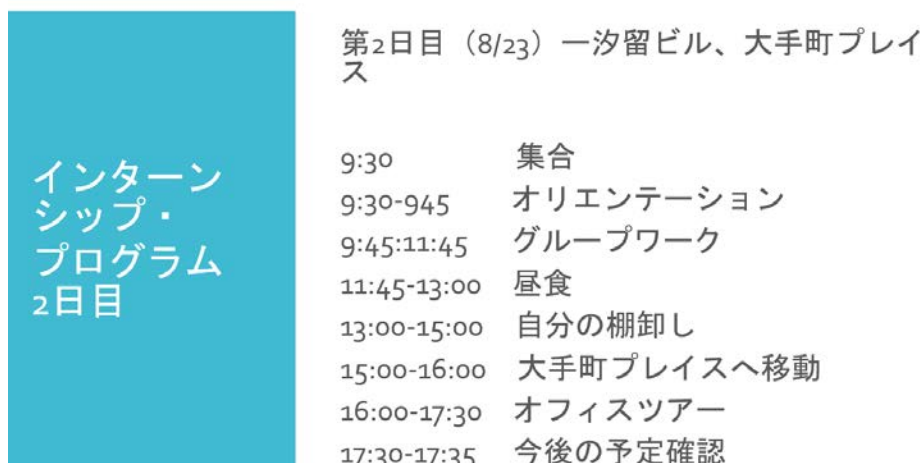 インターン
シップ・
プログラム
2日目
第2日目（8/23）—汐留ビル、大手町プレイ
ス
9:30 集合
9:30-945 オリエンテーション
9:45:11:45 グループワーク
11:45-13:00 昼食
13:00-15:00 自分の棚卸し
15:00-16:00 大手町プレイスへ移動
16:00-17:30 オフィスツアー
17:30-17:35 今後の予定確認